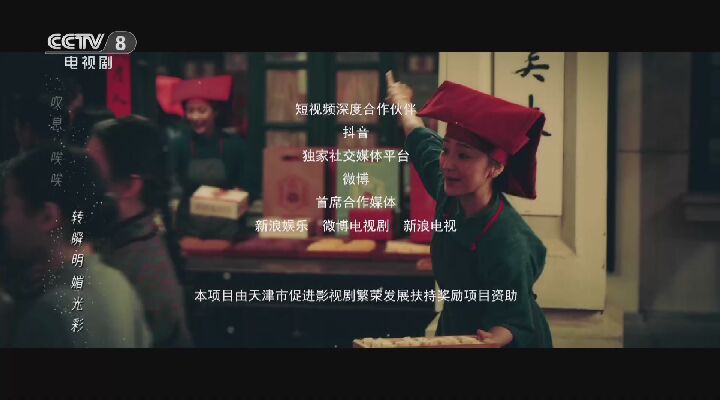 CCTV 8
电视剧
叹息 唉唉
转瞬明媚光彩
短视频深度合作伙伴
抖音
独家社交媒体平台
微博
首席合作媒体
新浪娱乐 微博电视剧 新浪电视
本项目由天津市促进影视剧繁荣发展扶持奖励项目资助